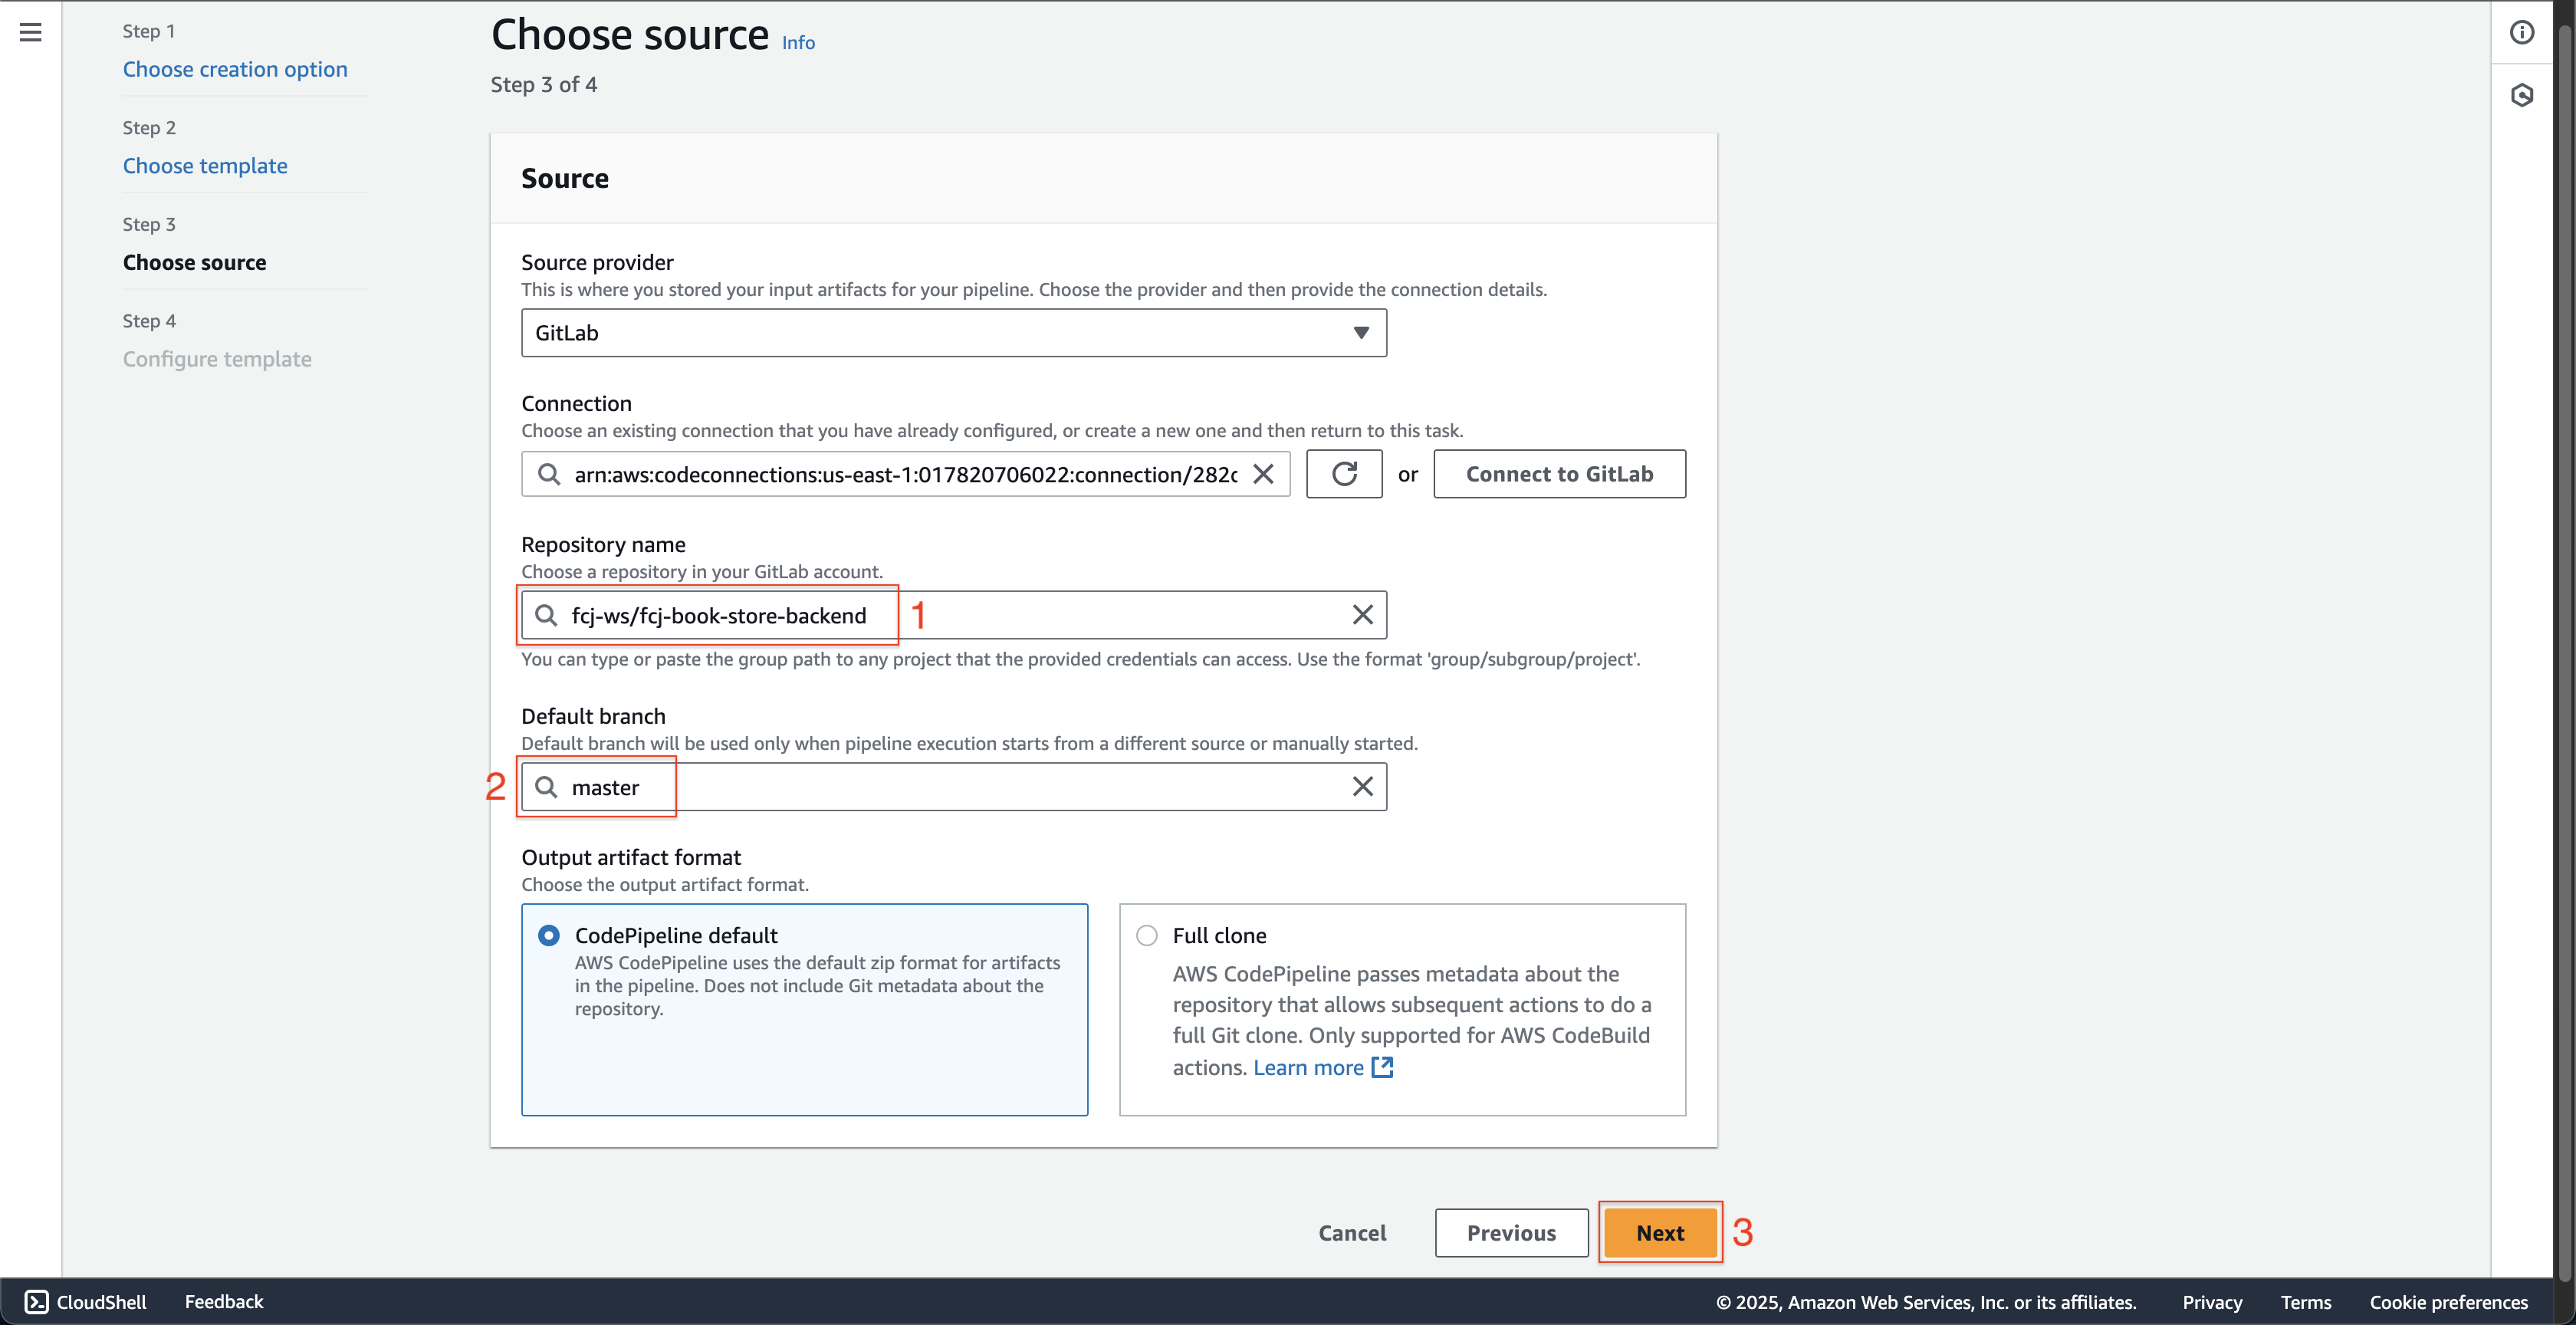 Step 1
Choose creation option
Step 2
Choose template
Step 3
Choose source
Step 4
Configure template
Choose source Info
Step 3 of 4
Source
Source provider
This is where you stored your input artifacts for your pipeline. Choose the provider and then provide the connection details.
GitLab
Connection
Choose an existing connection that you have already configured, or create a new one and then return to this task.
arn:aws:codeconnections:us-east-1:017820706022:connection/282c or Connect to GitLab
Repository name
Choose a repository in your GitLab account.
fcj-ws/fcj-book-store-backend 1
You can type or paste the group path to any project that the provided credentials can access. Use the format 'group/subgroup/project'.
Default branch
Default branch will be used only when pipeline execution starts from a different source or manually started.
2 master
Output artifact format
Choose the output artifact format.
CodePipeline default
AWS CodePipeline uses the default zip format for artifacts
in the pipeline. Does not include Git metadata about the
repository.
Full clone
AWS CodePipeline passes metadata about the
repository that allows subsequent actions to do a
full Git clone. Only supported for AWS CodeBuild
actions. Learn more
Cancel Previous Next 3
CloudShell Feedback © 2025, Amazon Web Services, Inc. or its affiliates. Privacy Terms Cookie preferences